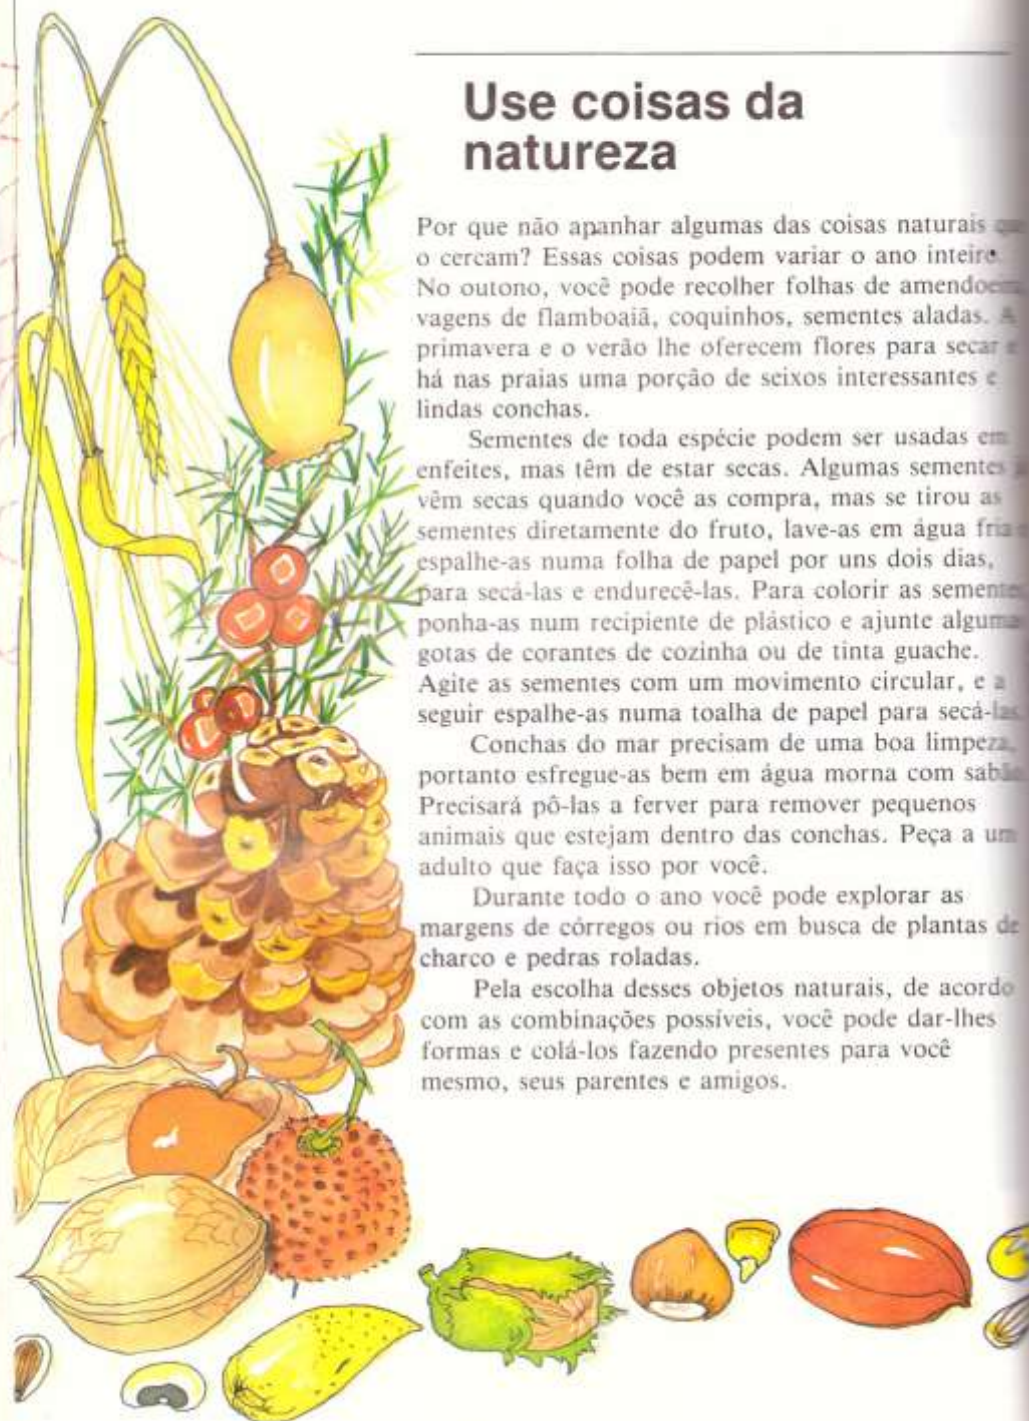 Use coisas da
natureza
Por que não apanhar algumas das coisas naturais
o cercam? Essas coisas podem variar o ano inteiro.
No outono, você pode recolher folhas de
vagens de flamboaiã, coquinhos, sementes aladas. A
primavera e o verão lhe oferecem flores para secar e
há nas praias uma porção de seixos interessantes e
lindas conchas.
Sementes de toda espécie podem ser usadas em
enfeites, mas têm de estar secas. Algumas sementes
vêm secas quando você as compra, mas se tirou as
sementes diretamente do fruto, lave-as em água fria e
espalhe-as numa folha de papel por uns dois dias,
para secá-las e endurecê-las. Para colorir as sementes,
ponha-as num recipiente de plástico e ajunte algumas
gotas de corantes de cozinha ou de tinta guache.
Agite as sementes com um movimento circular, e a
seguir espalhe-as numa toalha de papel para secá-las.
Conchas do mar precisam de uma boa limpeza,
portanto esfregue-as bem em água morna com sabão.
Precisará pô-las a ferver para remover pequenos
animais que estejam dentro das conchas. Peça a um
adulto que faça isso por você.
Durante todo o ano você pode explorar as
margens de córregos ou rios em busca de plantas de
charco e pedras roladas.
Pela escolha desses objetos naturais, de acordo
com as combinações possíveis, você pode dar-lhes
formas e colá-los fazendo presentes para você
mesmo, seus parentes e amigos.